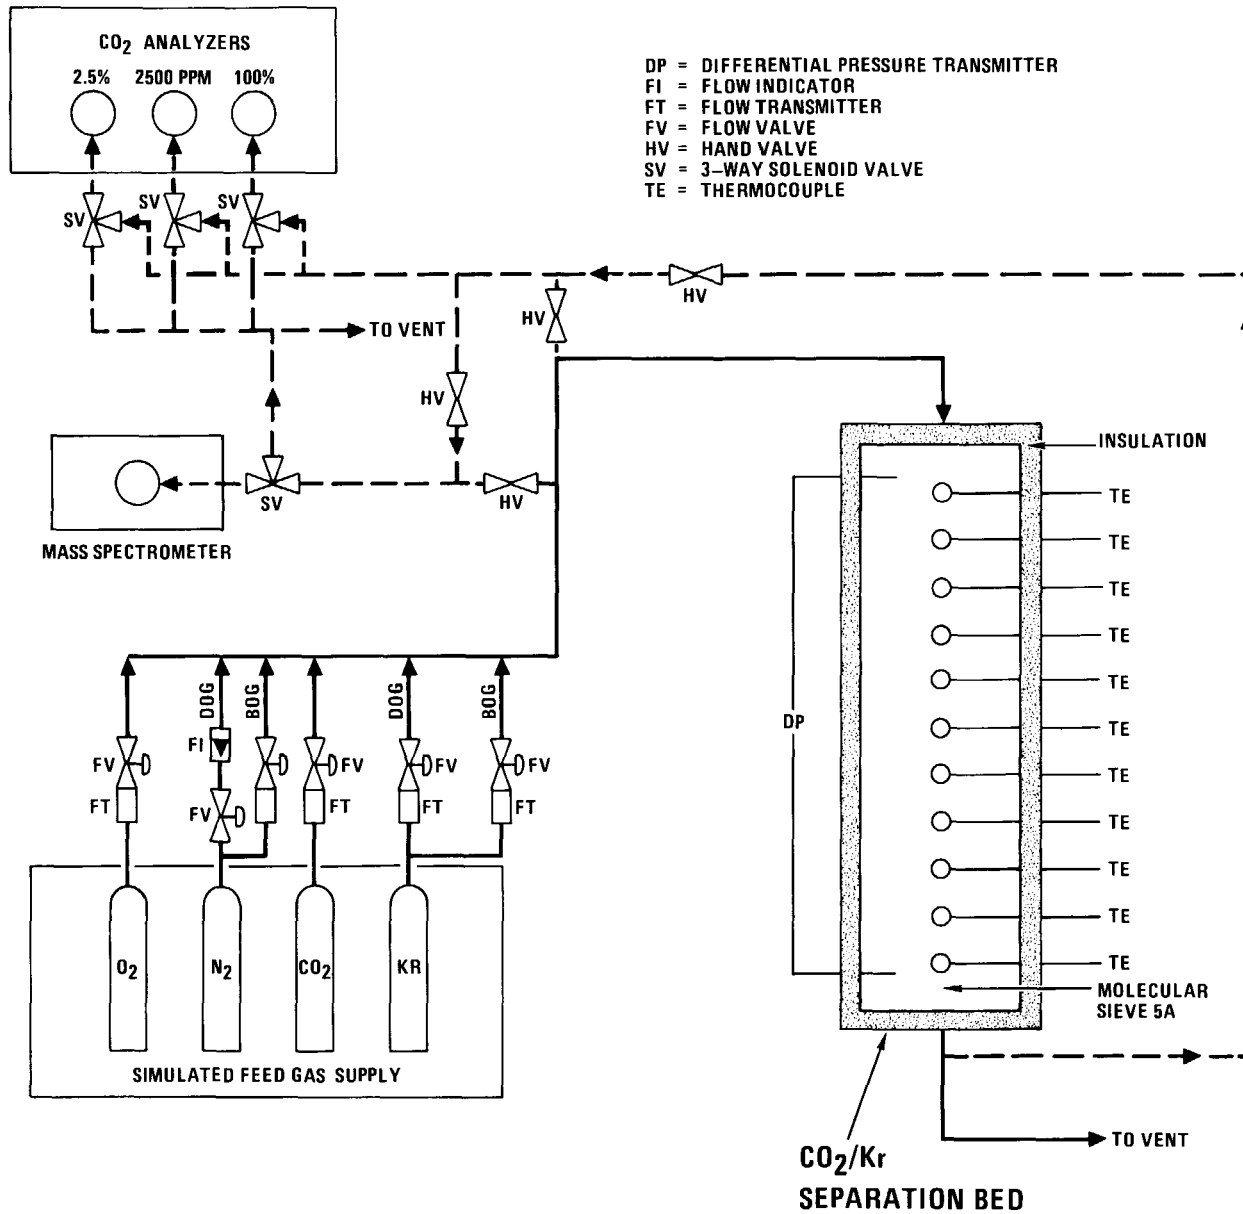 CO2 ANALYZERS
2.5% 2500 PPM 100%
DP = DIFFERENTIAL PRESSURE TRANSMITTER
FI = FLOW INDICATOR
FT = FLOW TRANSMITTER
FV = FLOW VALVE
HV = HAND VALVE
SV = 3-WAY SOLENOID VALVE
TE = THERMOCOUPLE
SV SV SV
HV
HV
TO VENT
HV
INSULATION
SV
HV
MASS SPECTROMETER
TE
TE
TE
TE
TE
TE
TE
TE
TE
TE
TE
DP
DOG BOG DOG BOG
FI
FV FV FV FV
FT FV FT FT FT
O2 N2 CO2 KR
SIMULATED FEED GAS SUPPLY
MOLECULAR
SIEVE 5A
TO VENT
CO2/Kr
SEPARATION BED